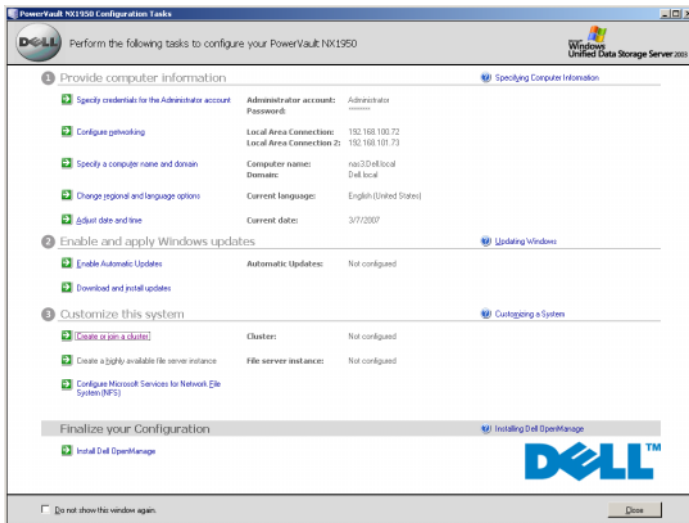 PowerVault NX1950 Configuration Tasks
DELL
Perform the following tasks to configure your PowerVault NX1950
Windows
Unified Data Storage Server 2003
1 Provide computer information
Specifying Computer Information
Specify credentials for the Administrator account
Administrator account: Administrator
Password: ********
Configure networking
Local Area Connection: 192.168.100.72
Local Area Connection 2: 192.168.101.73
Specify a computer name and domain
Computer name: nas3.Dell.local
Domain: Dell.local
Change regional and language options
Current language: English (United States)
Adjust date and time
Current date: 3/7/2007
2 Enable and apply Windows updates
Updating Windows
Enable Automatic Updates
Automatic Updates: Not configured
Download and install updates
3 Customize this system
Customizing a System
Create or join a cluster
Cluster: Not configured
Create a highly available file server instance
File server instance: Not configured
Configure Microsoft Services for Network File
System (NFS)
Finalize your Configuration
Installing Dell OpenManage
Install Dell OpenManage
DELL™
Do not show this window again.
Close